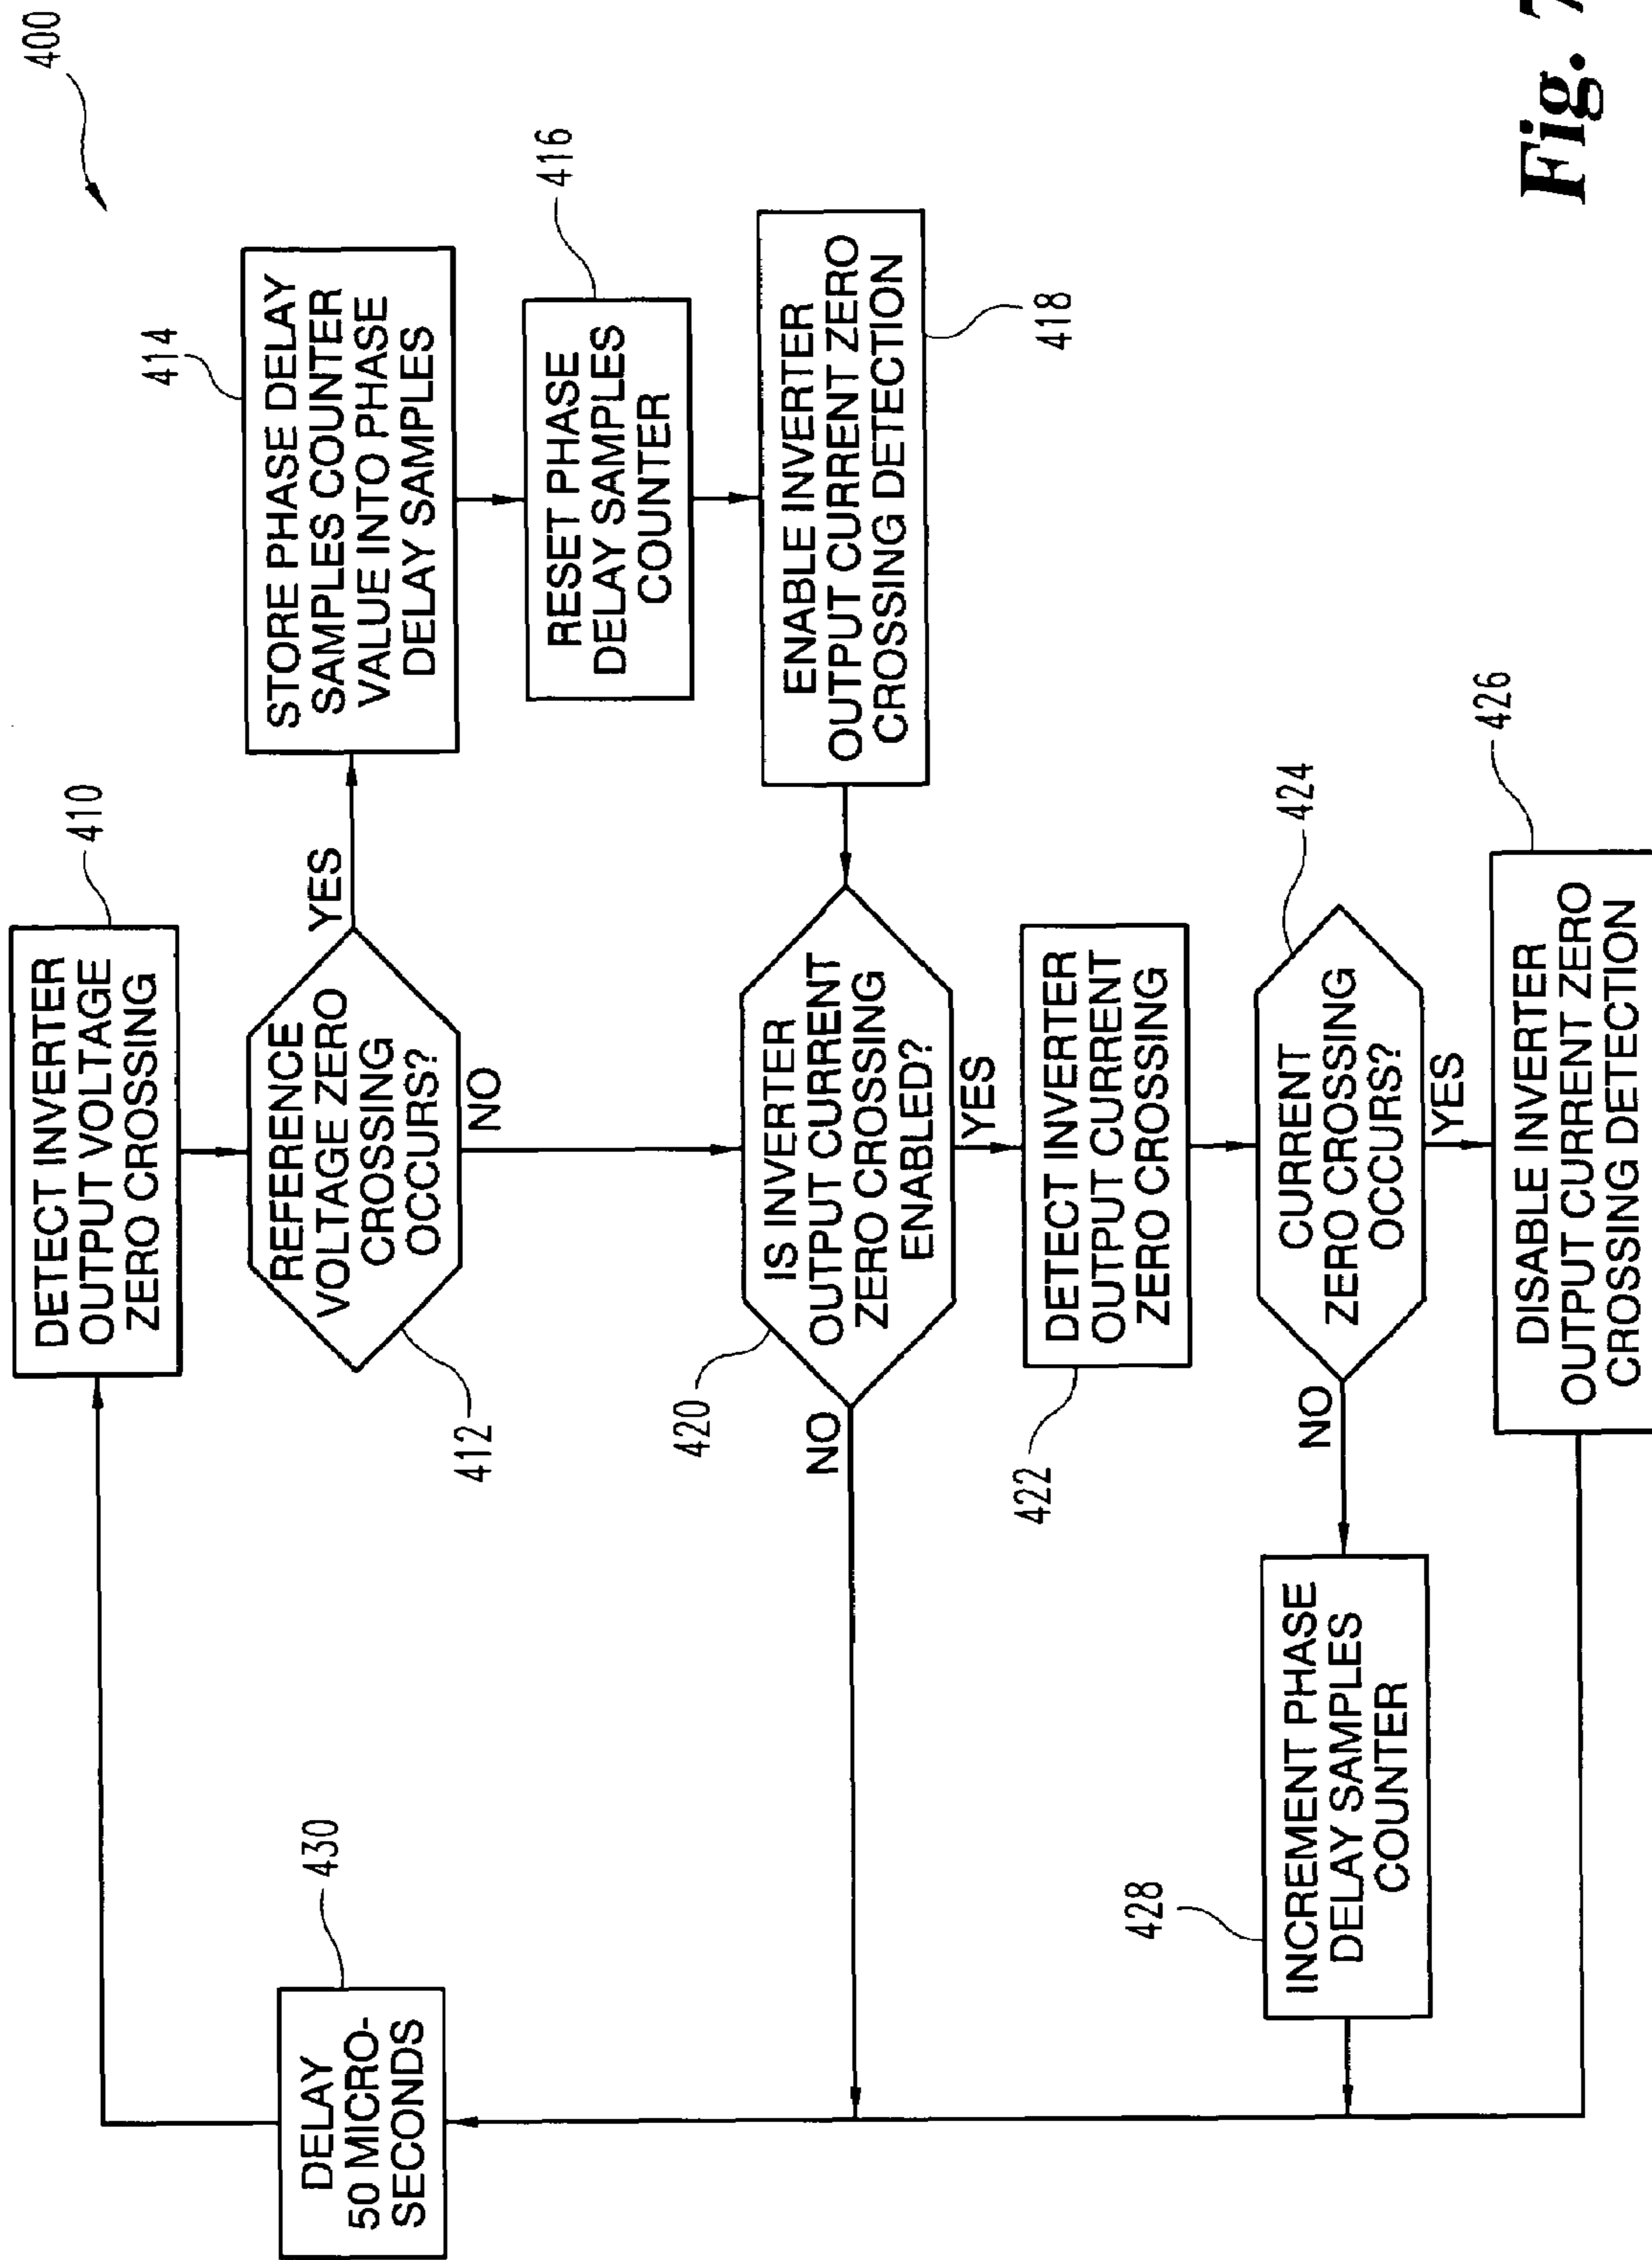 400
410
DETECT INVERTER
OUTPUT VOLTAGE
ZERO CROSSING
412
REFERENCE
VOLTAGE ZERO
CROSSING
OCCURS?
YES
NO
414
STORE PHASE DELAY
SAMPLES COUNTER
VALUE INTO PHASE
DELAY SAMPLES
416
RESET PHASE
DELAY SAMPLES
COUNTER
418
ENABLE INVERTER
OUTPUT CURRENT ZERO
CROSSING DETECTION
420
IS INVERTER
OUTPUT CURRENT
ZERO CROSSING
ENABLED?
NO
YES
422
DETECT INVERTER
OUTPUT CURRENT
ZERO CROSSING
424
CURRENT
ZERO CROSSING
OCCURS?
NO
YES
426
DISABLE INVERTER
OUTPUT CURRENT ZERO
CROSSING DETECTION
428
INCREMENT PHASE
DELAY SAMPLES
COUNTER
430
DELAY
50 MICRO-
SECONDS
Fig. 7